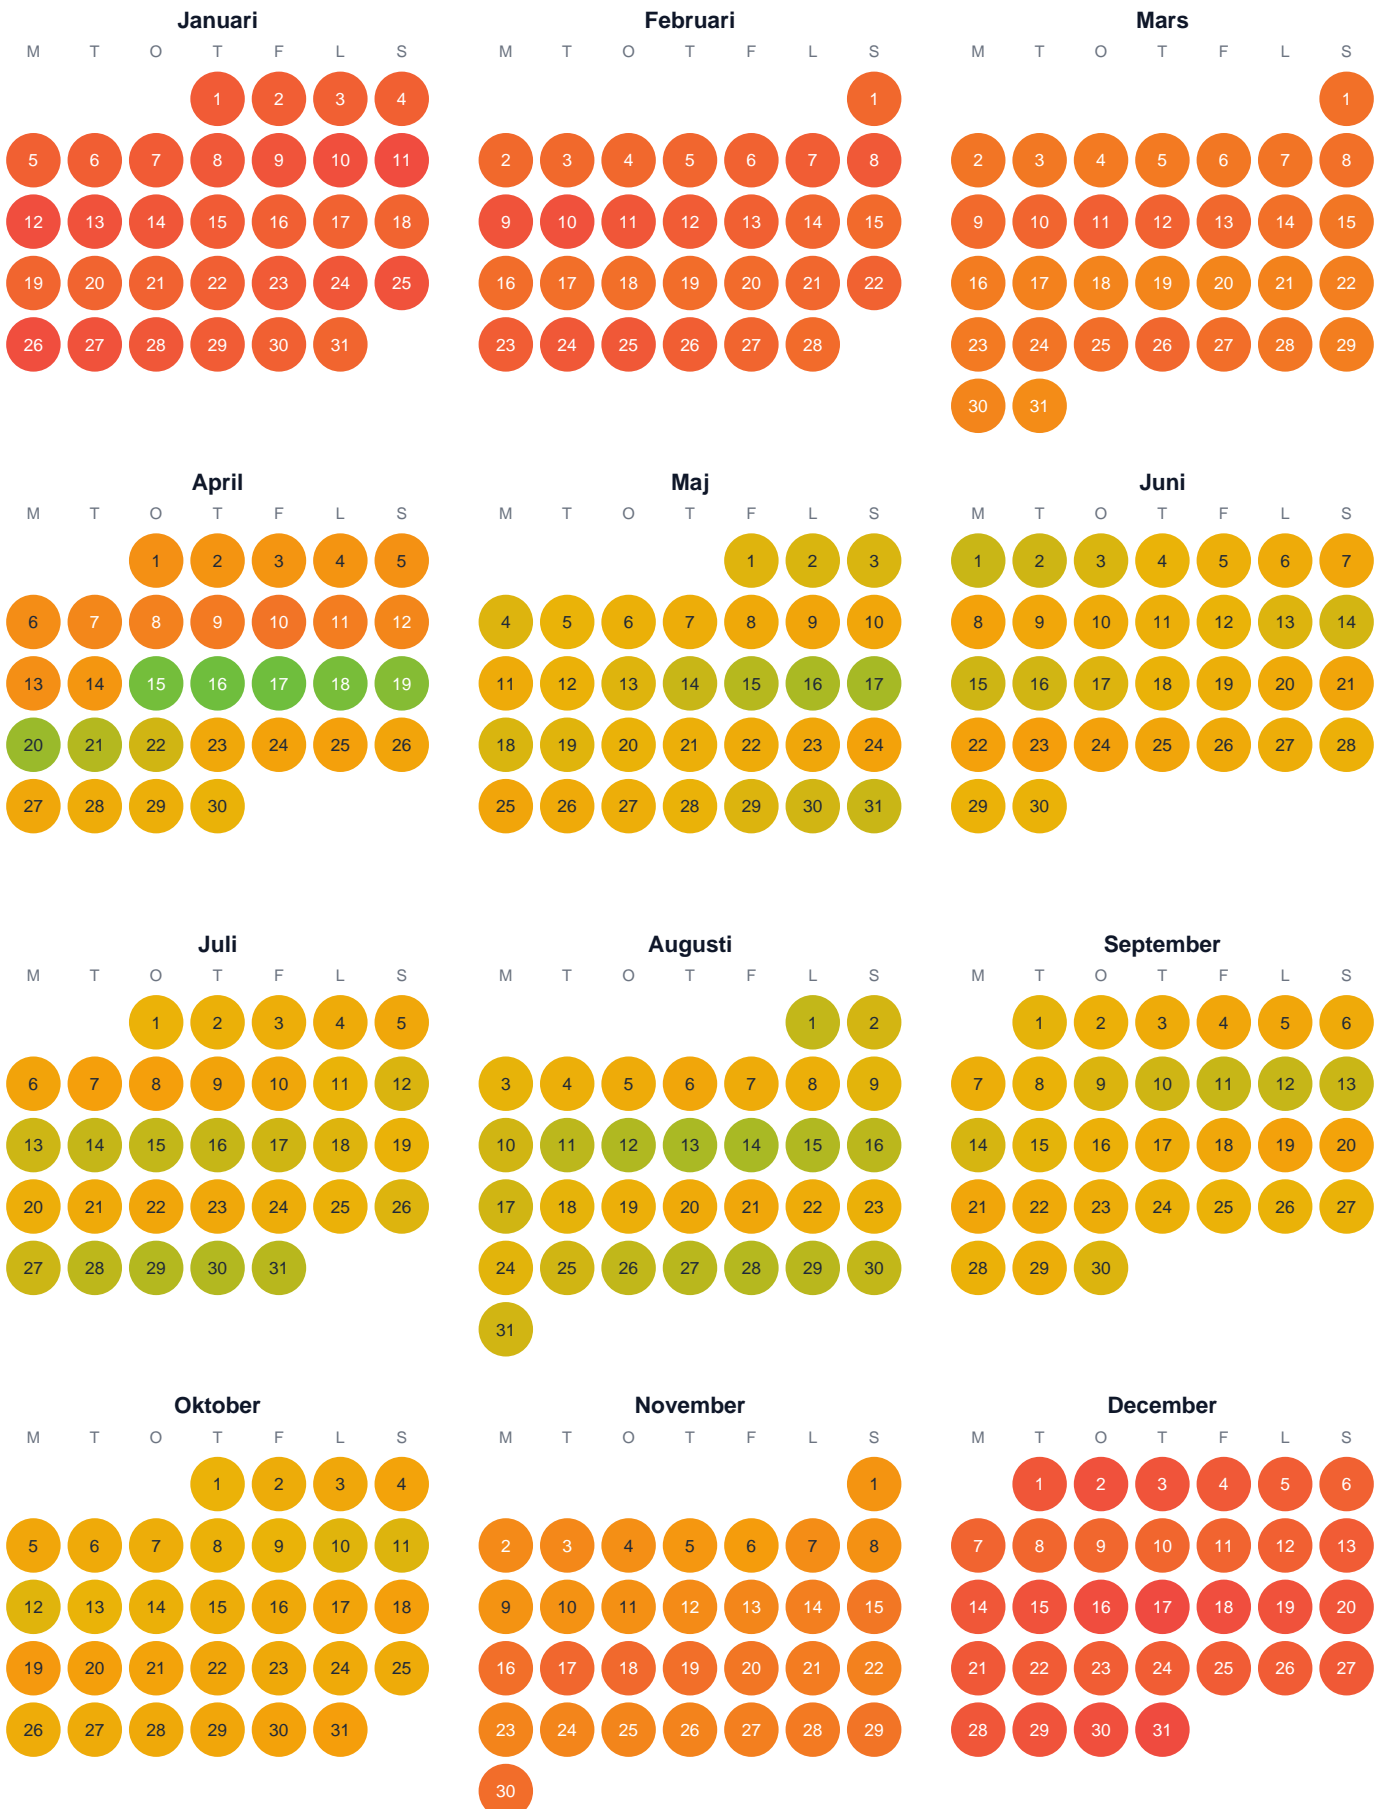 Januari Februari Mars
M T O T F L S M T O T F L S M T O T F L S
1 2 3 4 1 1
5 6 7 8 9 10 11 2 3 4 5 6 7 8 2 3 4 5 6 7 8
12 13 14 15 16 17 18 9 10 11 12 13 14 15 9 10 11 12 13 14 15
19 20 21 22 23 24 25 16 17 18 19 20 21 22 16 17 18 19 20 21 22
26 27 28 29 30 31 23 24 25 26 27 28 23 24 25 26 27 28 29
30 31
April Maj Juni
M T O T F L S M T O T F L S M T O T F L S
1 2 3 4 5 1 2 3 1 2 3 4 5 6 7
6 7 8 9 10 11 12 4 5 6 7 8 9 10 8 9 10 11 12 13 14
13 14 15 16 17 18 19 11 12 13 14 15 16 17 15 16 17 18 19 20 21
20 21 22 23 24 25 26 18 19 20 21 22 23 24 22 23 24 25 26 27 28
27 28 29 30 25 26 27 28 29 30 31 29 30
Juli Augusti September
M T O T F L S M T O T F L S M T O T F L S
1 2 3 4 5 1 2 1 2 3 4 5 6
6 7 8 9 10 11 12 3 4 5 6 7 8 9 7 8 9 10 11 12 13
13 14 15 16 17 18 19 10 11 12 13 14 15 16 14 15 16 17 18 19 20
20 21 22 23 24 25 26 17 18 19 20 21 22 23 21 22 23 24 25 26 27
27 28 29 30 31 24 25 26 27 28 29 30 28 29 30
31
Oktober November December
M T O T F L S M T O T F L S M T O T F L S
1 2 3 4 1 1 2 3 4 5 6
5 6 7 8 9 10 11 2 3 4 5 6 7 8 7 8 9 10 11 12 13
12 13 14 15 16 17 18 9 10 11 12 13 14 15 14 15 16 17 18 19 20
19 20 21 22 23 24 25 16 17 18 19 20 21 22 21 22 23 24 25 26 27
26 27 28 29 30 31 23 24 25 26 27 28 29 28 29 30 31
30